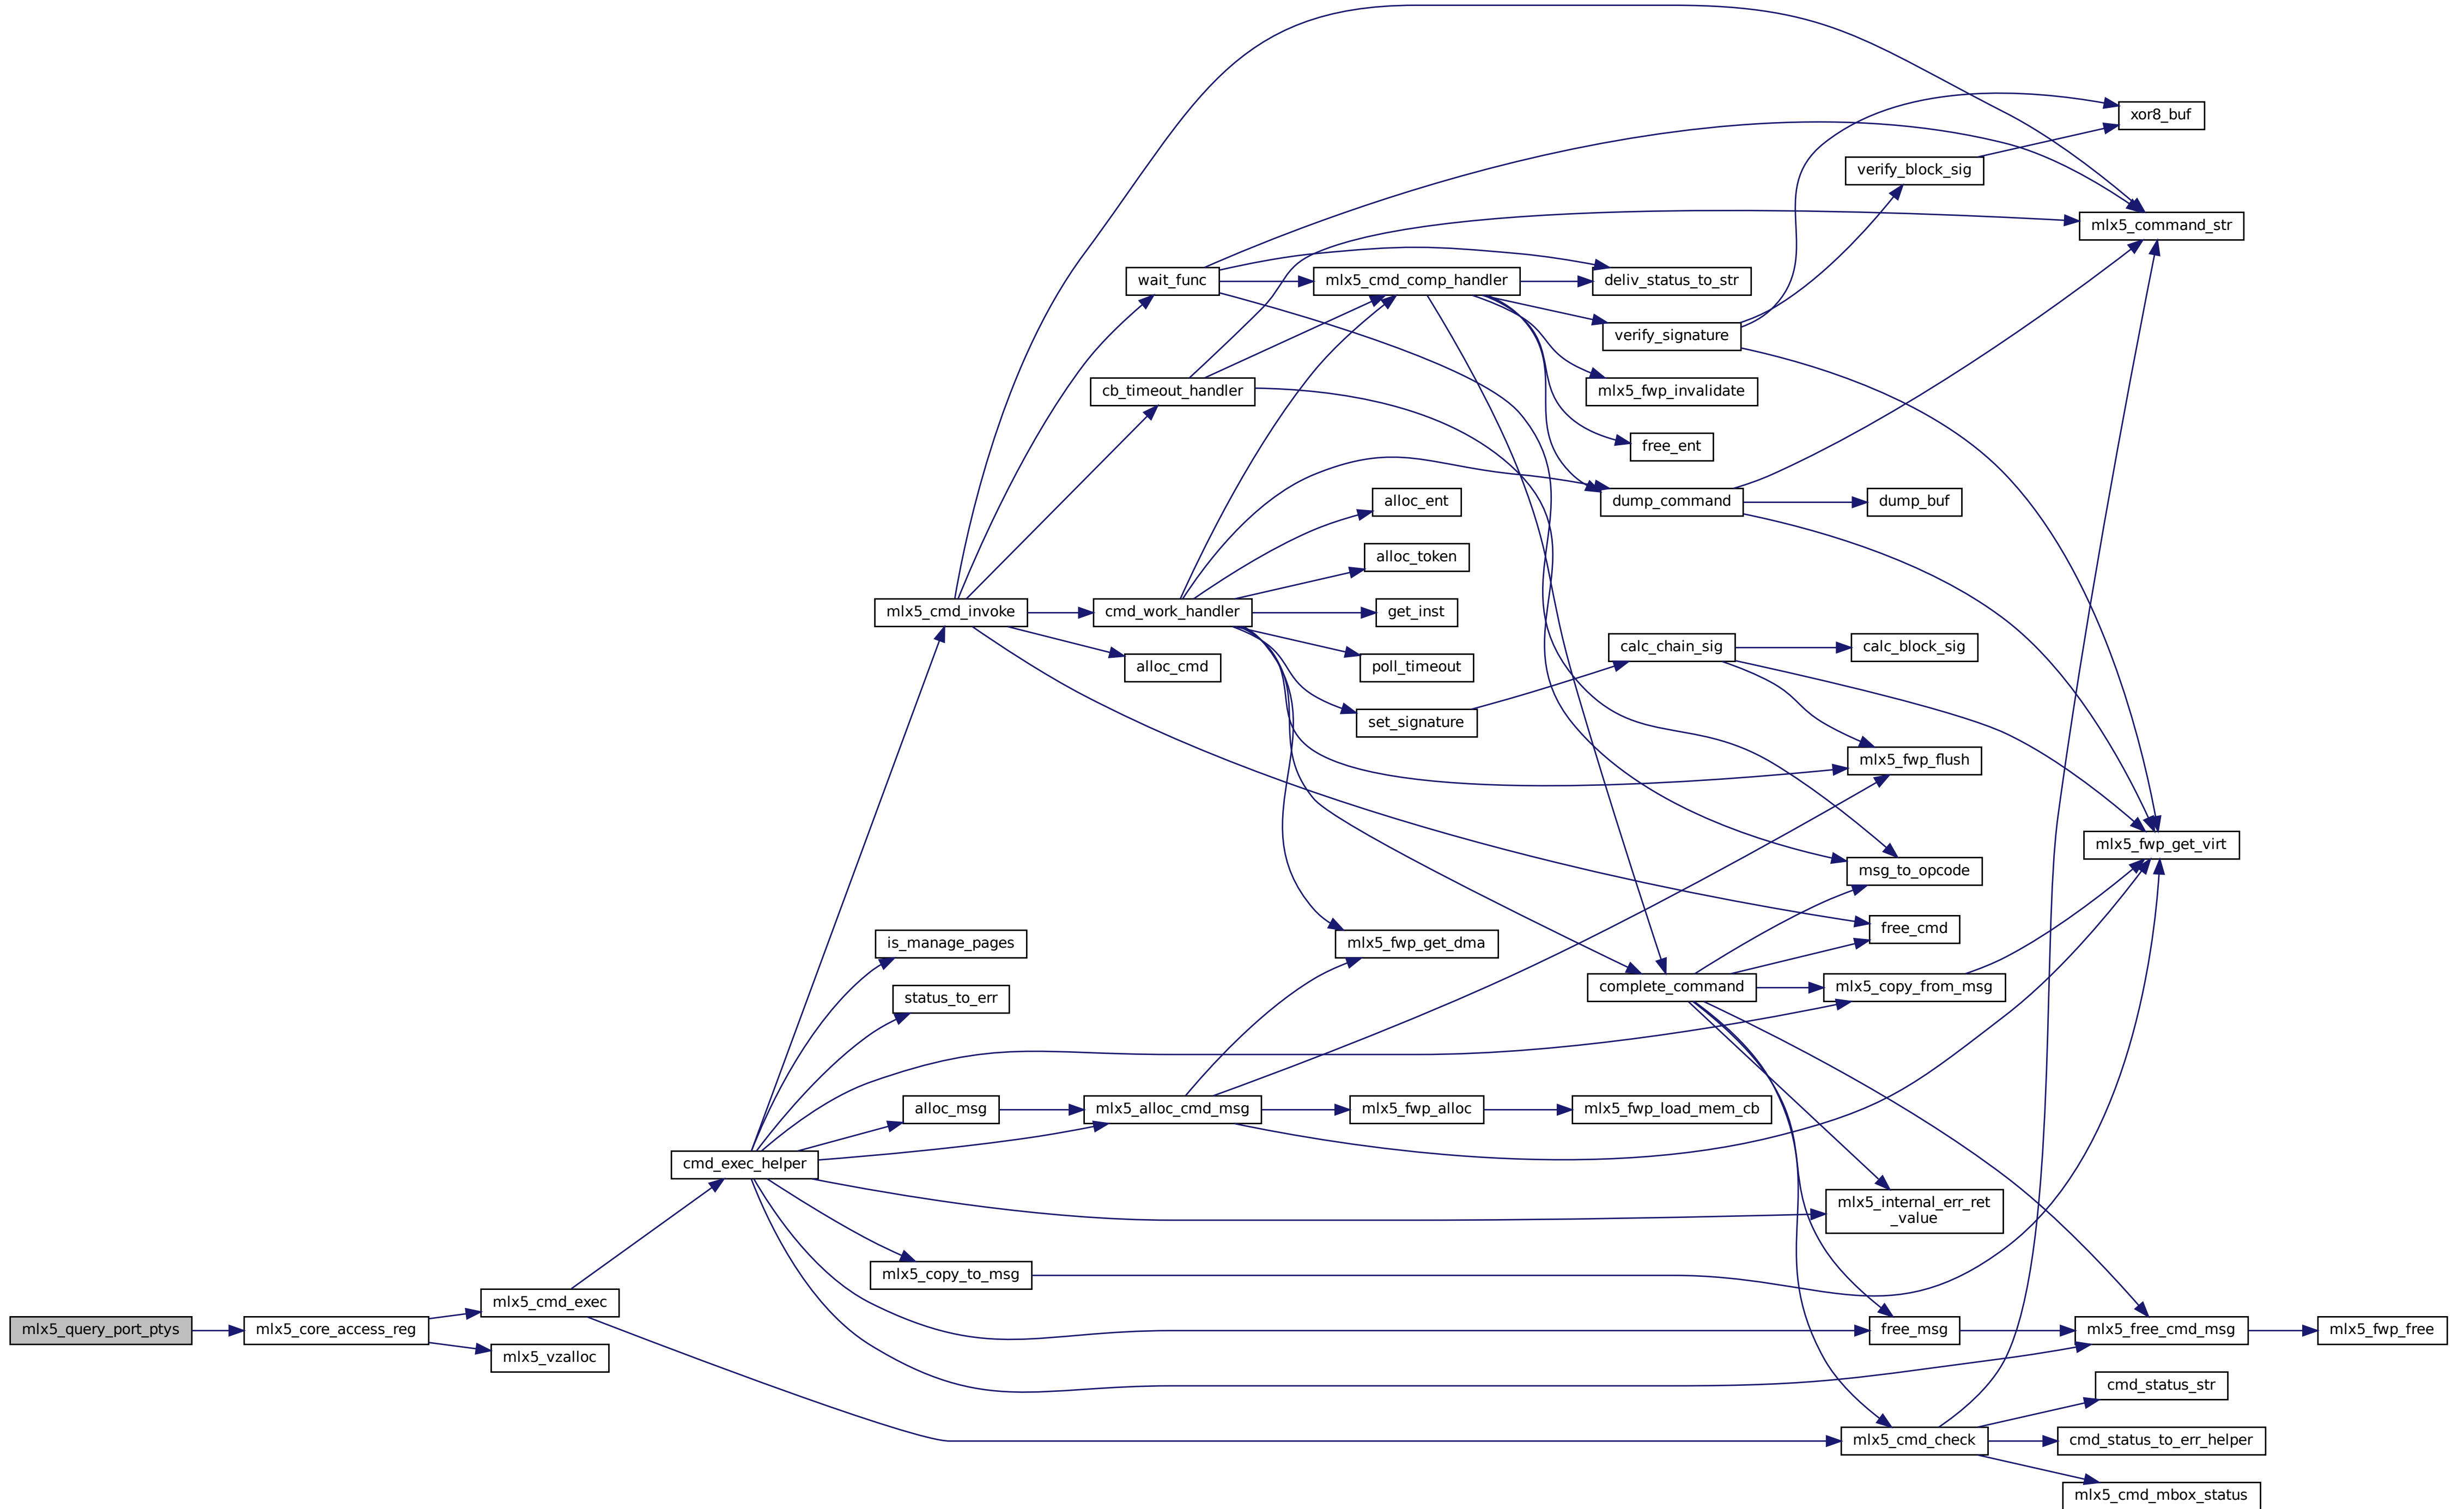 xor8_buf
verify_block_sig
mlx5_command_str
wait_func
mlx5_cmd_comp_handler
deliv_status_to_str
verify_signature
cb_timeout_handler
mlx5_fwp_invalidate
free_ent
alloc_ent
dump_command
dump_buf
alloc_token
mlx5_cmd_invoke
cmd_work_handler
get_inst
alloc_cmd
poll_timeout
calc_chain_sig
calc_block_sig
set_signature
mlx5_fwp_flush
mlx5_fwp_get_virt
msg_to_opcode
free_cmd
is_manage_pages
mlx5_fwp_get_dma
status_to_err
complete_command
mlx5_copy_from_msg
alloc_msg
mlx5_alloc_cmd_msg
mlx5_fwp_alloc
mlx5_fwp_load_mem_cb
cmd_exec_helper
mlx5_internal_err_ret
_value
mlx5_copy_to_msg
mlx5_cmd_exec
mlx5_query_port_ptys
mlx5_core_access_reg
free_msg
mlx5_free_cmd_msg
mlx5_fwp_free
mlx5_vzalloc
cmd_status_str
mlx5_cmd_check
cmd_status_to_err_helper
mlx5_cmd_mbox_status